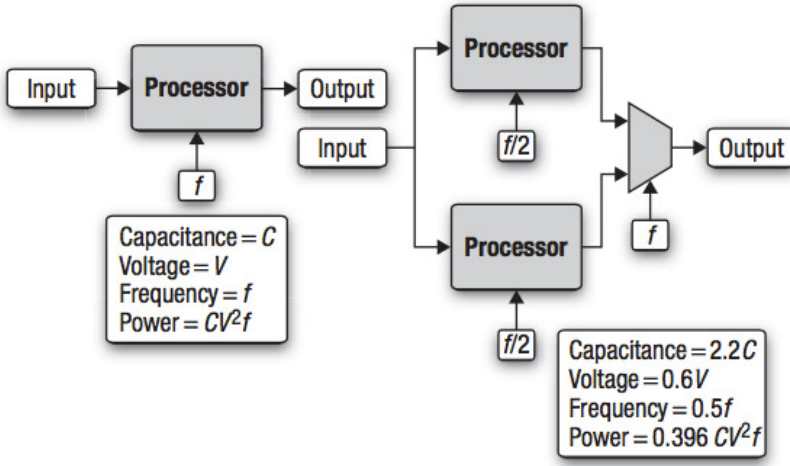 Input
Processor
Output
f
Capacitance = C
Voltage = V
Frequency = f
Power = CV²f
Input
Processor
f/2
Processor
f/2
f
Output
Capacitance = 2.2C
Voltage = 0.6V
Frequency = 0.5f
Power = 0.396 CV²f